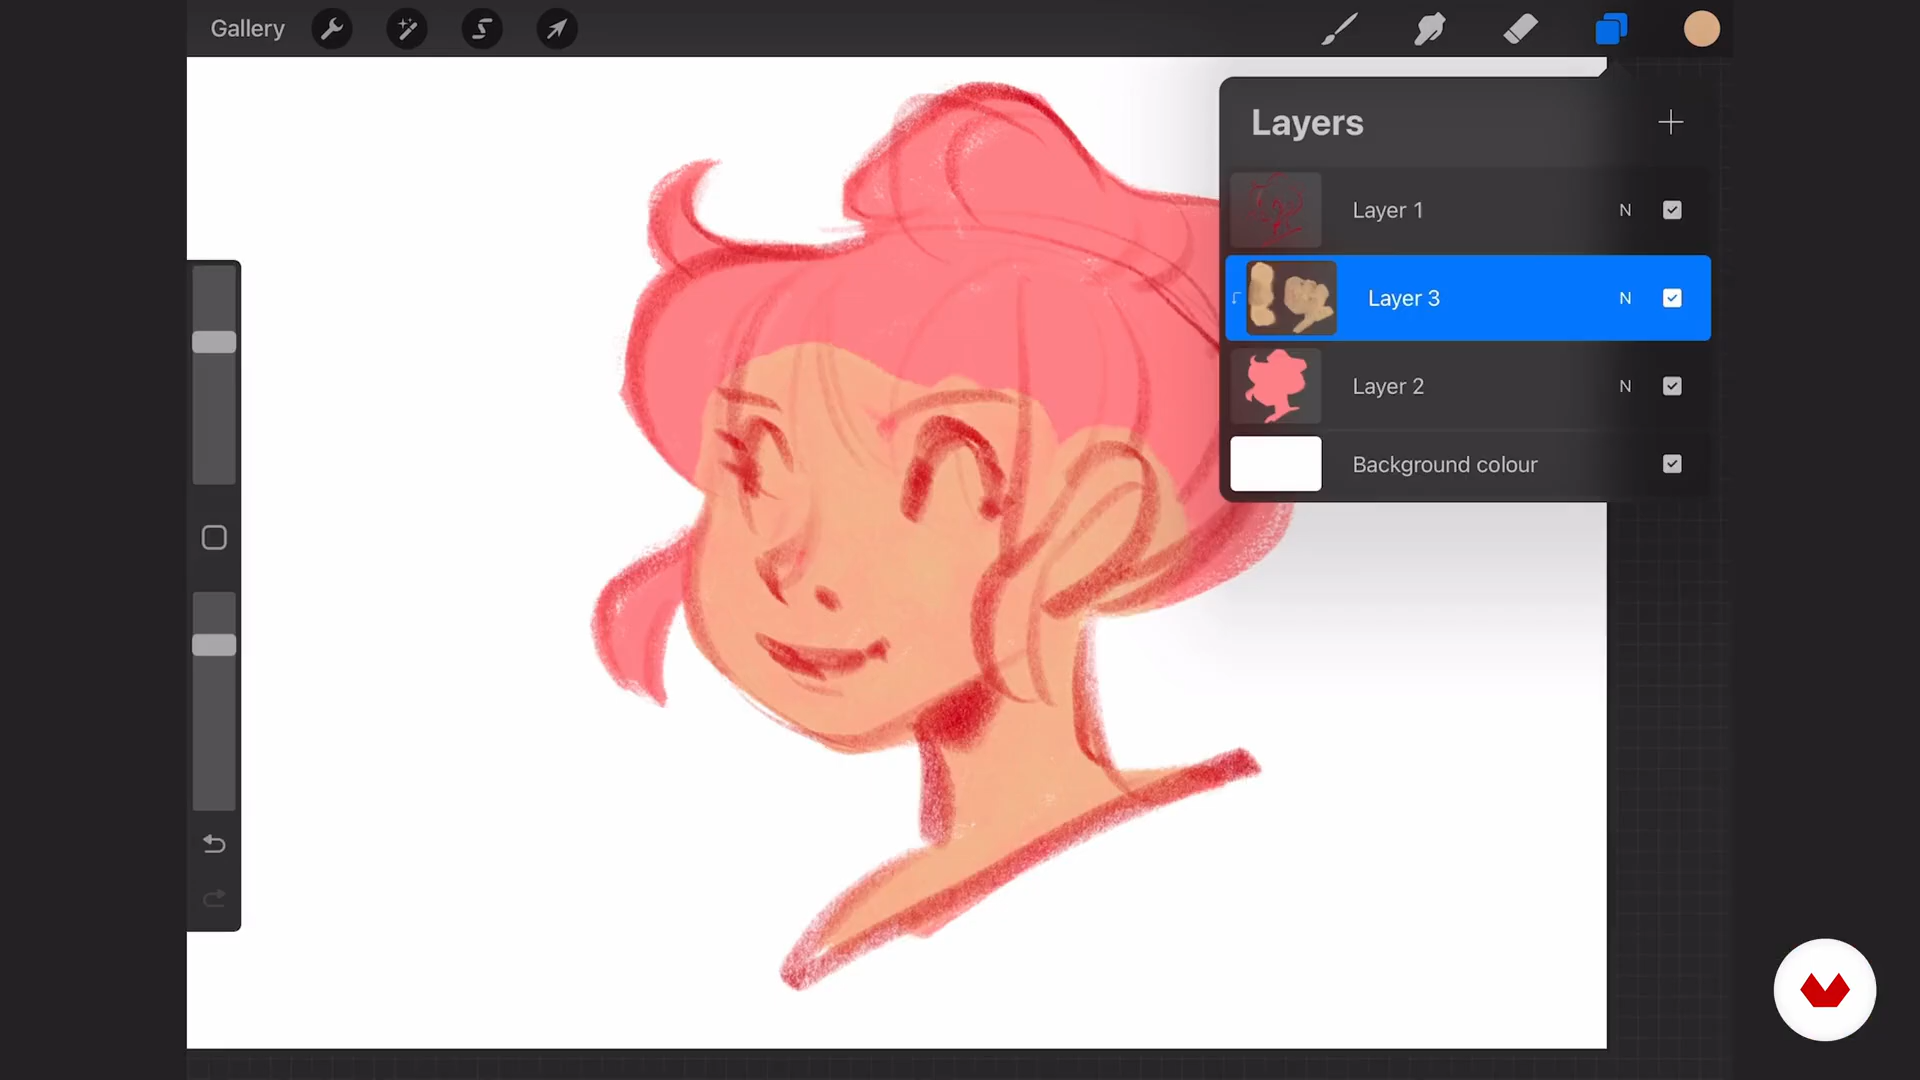 Gallery
Layers
Layer 1 N
Layer 3 N
Layer 2 N
Background colour